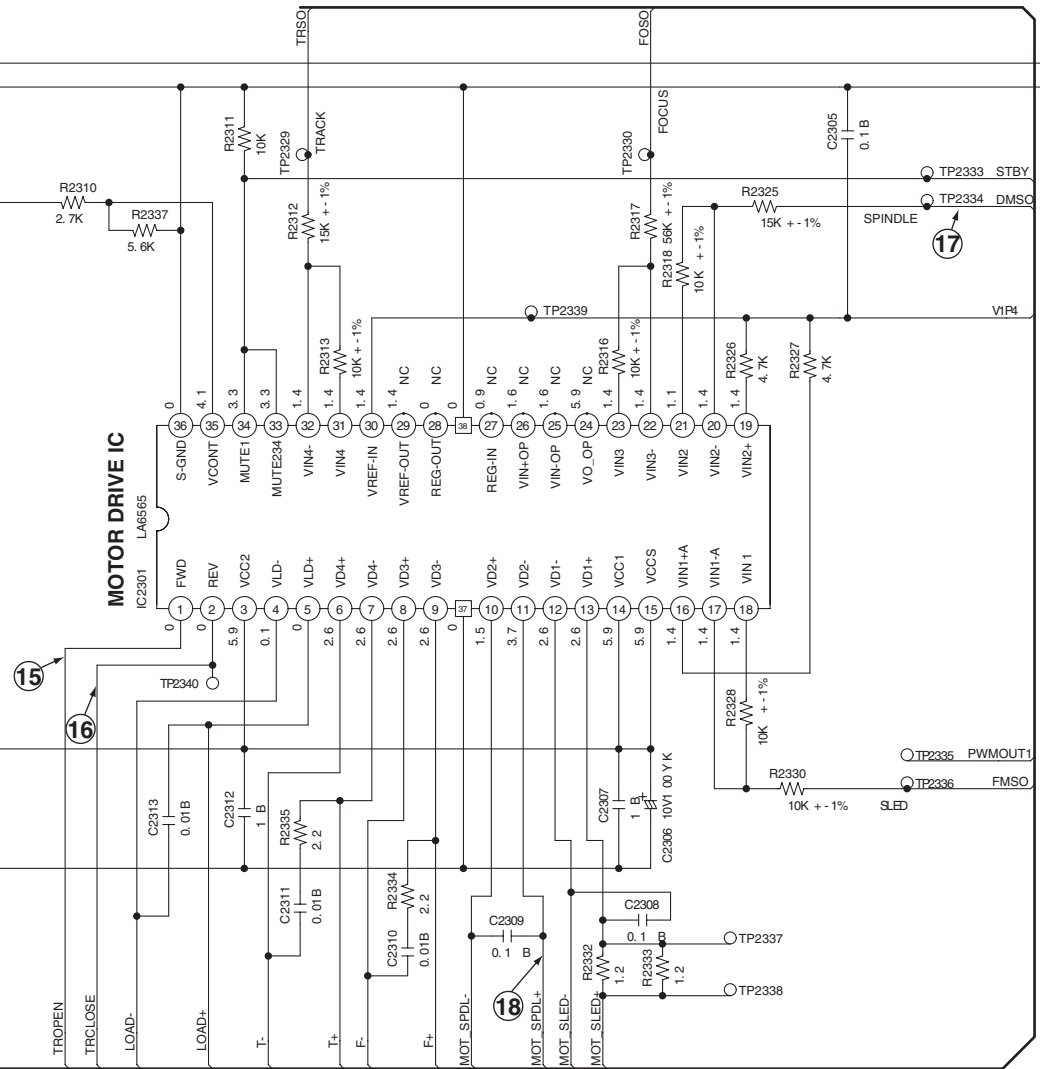 TRSO
FOSO
R2311
10K
TP2329
TRACK
TP2330
FOCUS
C2305
0.1 B
TP2333 STBY
R2310
2.7K
R2337
5.6K
R2312
15K +-1%
R2317
56K +-1%
R2318
10K +-1%
R2325
15K +-1%
TP2334 DMSO
SPINDLE
17
TP2339
V1P4
R2313
10K +-1%
R2316
10K +-1%
R2326
4.7K
R2327
4.7K
0 4.1 3.3 3.3 1.4 1.4 1.4 1.4 NC 0 NC 0 0.9 NC 1.6 NC 1.6 NC 5.9 NC 1.4 1.4 1.1 1.4 1.4
36 35 34 33 32 31 30 29 28 38 27 26 25 24 23 22 21 20 19
S-GND VCONT MUTE1 MUTE234 VIN4- VIN4 VREF-IN VREF-OUT REG-OUT REG-IN VIN+OP VIN-OP VO_OP VIN3 VIN3- VIN2 VIN2- VIN2+
MOTOR DRIVE IC
IC2301 LA6565
FWD REV VCC2 VLD- VLD+ VD4+ VD4- VD3+ VD3- VD2+ VD2- VD1- VD1+ VCC1 VCCS VIN1+A VIN1-A VIN1
1 2 3 4 5 6 7 8 9 37 10 11 12 13 14 15 16 17 18
0 0 5.9 0.1 0 2.6 2.6 2.6 2.6 0 1.5 3.7 2.6 2.6 5.9 5.9 1.4 1.4 1.4
15
TP2340
16
R2328
10K +-1%
TP2335 PWMOUT1
R2330
10K +-1%
TP2336 FMSO
SLED
C2313
0.01B
C2312
1 B
R2335
2.2
C2307
1 B
C2306 10V1 00 Y K
C2311
0.01B
R2334
2.2
C2310
0.01B
C2309
0.1 B
C2308
0.1 B
TP2337
R2332
1.2
R2333
1.2
TP2338
18
TROPEN
TRCLOSE
LOAD-
LOAD+
T-
T+
F-
F+
MOT_SPDL-
MOT_SPDL+
MOT_SLED-
MOT_SLED+